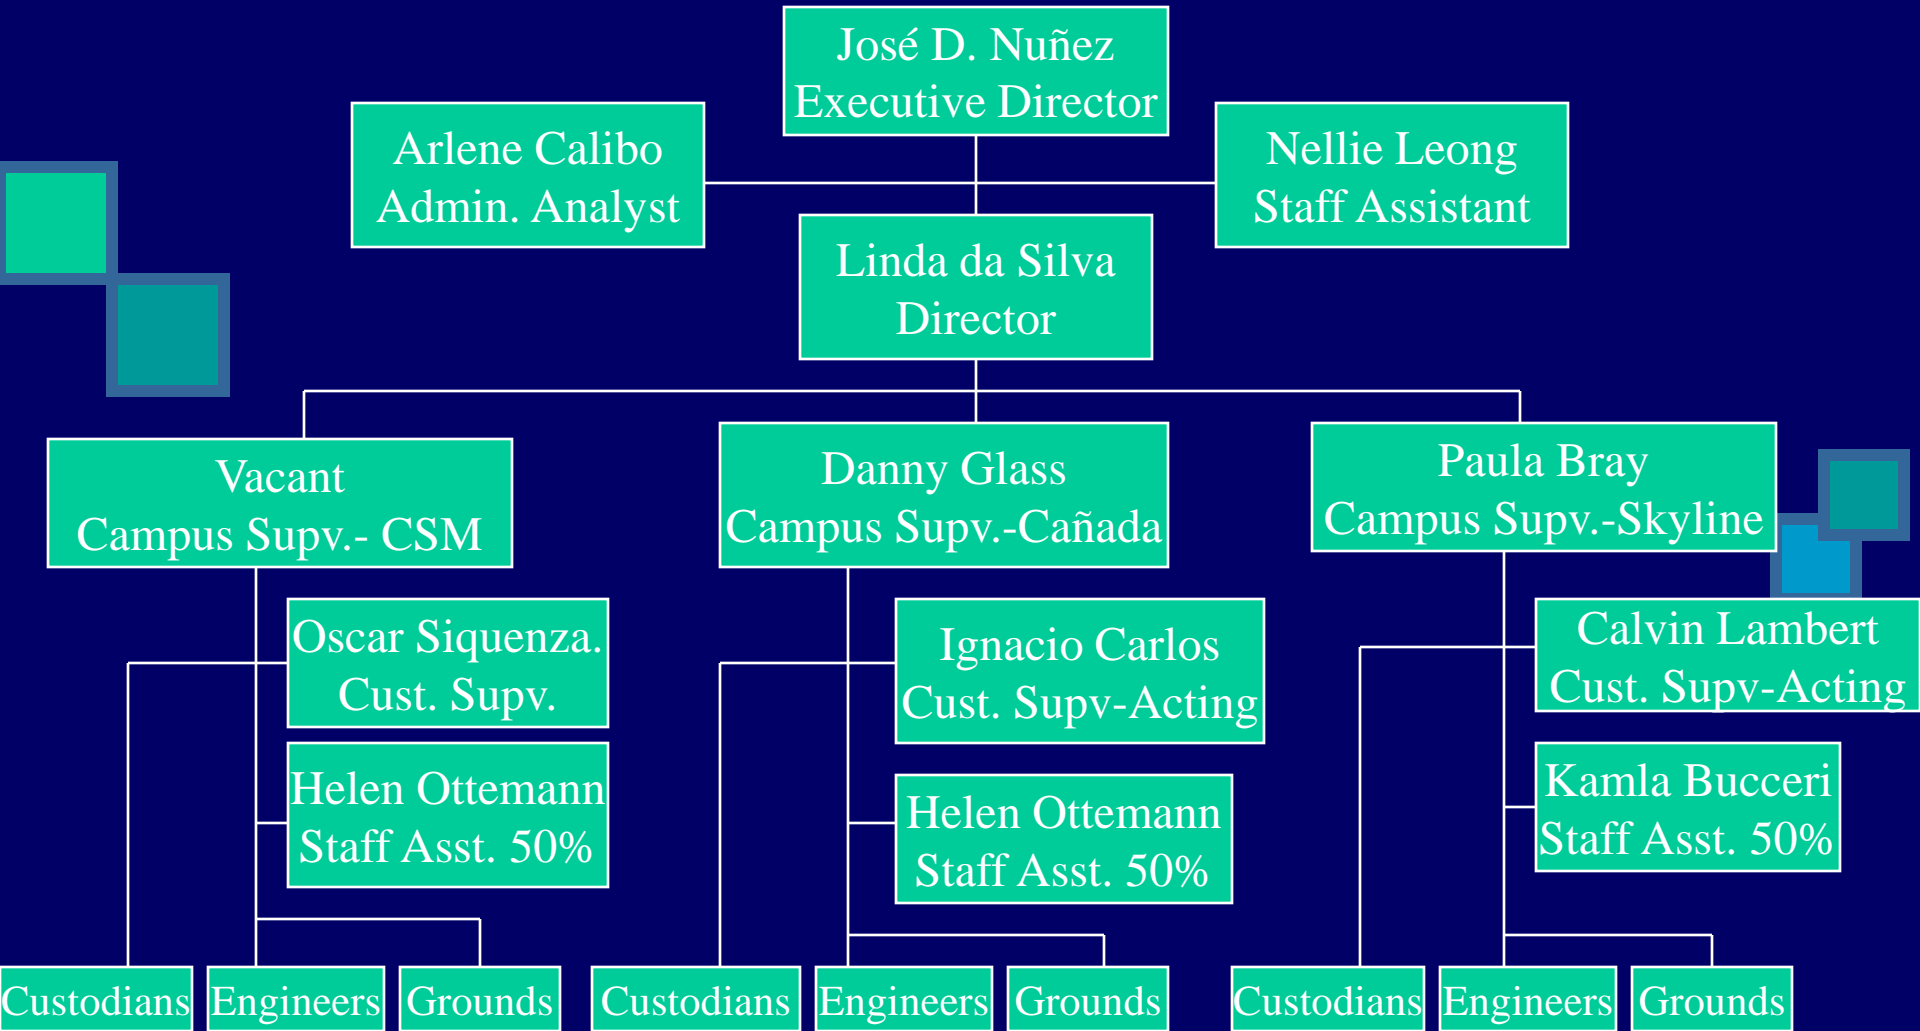 José D. Nuñez
Executive Director
Arlene Calibo
Admin. Analyst
Nellie Leong
Staff Assistant
Linda da Silva
Director
Vacant
Campus Supv.- CSM
Danny Glass
Campus Supv.-Cañada
Paula Bray
Campus Supv.-Skyline
Oscar Siquenza.
Cust. Supv.
Ignacio Carlos
Cust. Supv-Acting
Calvin Lambert
Cust. Supv-Acting
Helen Ottemann
Staff Asst. 50%
Helen Ottemann
Staff Asst. 50%
Kamla Bucceri
Staff Asst. 50%
Custodians
Engineers
Grounds
Custodians
Engineers
Grounds
Custodians
Engineers
Grounds